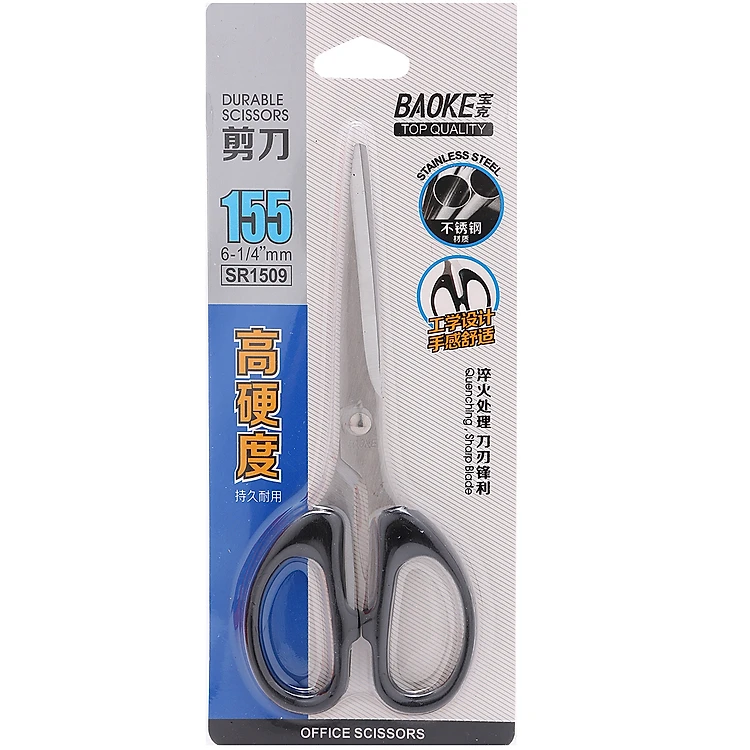 DURABLE
SCISSORS
剪刀
155
6-1/4"mm
SR1509
高硬度
持久耐用
BAOKE宝克
TOP QUALITY
STAINLESS STEEL
不锈钢
材质
工学设计
手感舒适
淬火处理 刀刃锋利
Quenching, Sharp Blade
OFFICE SCISSORS